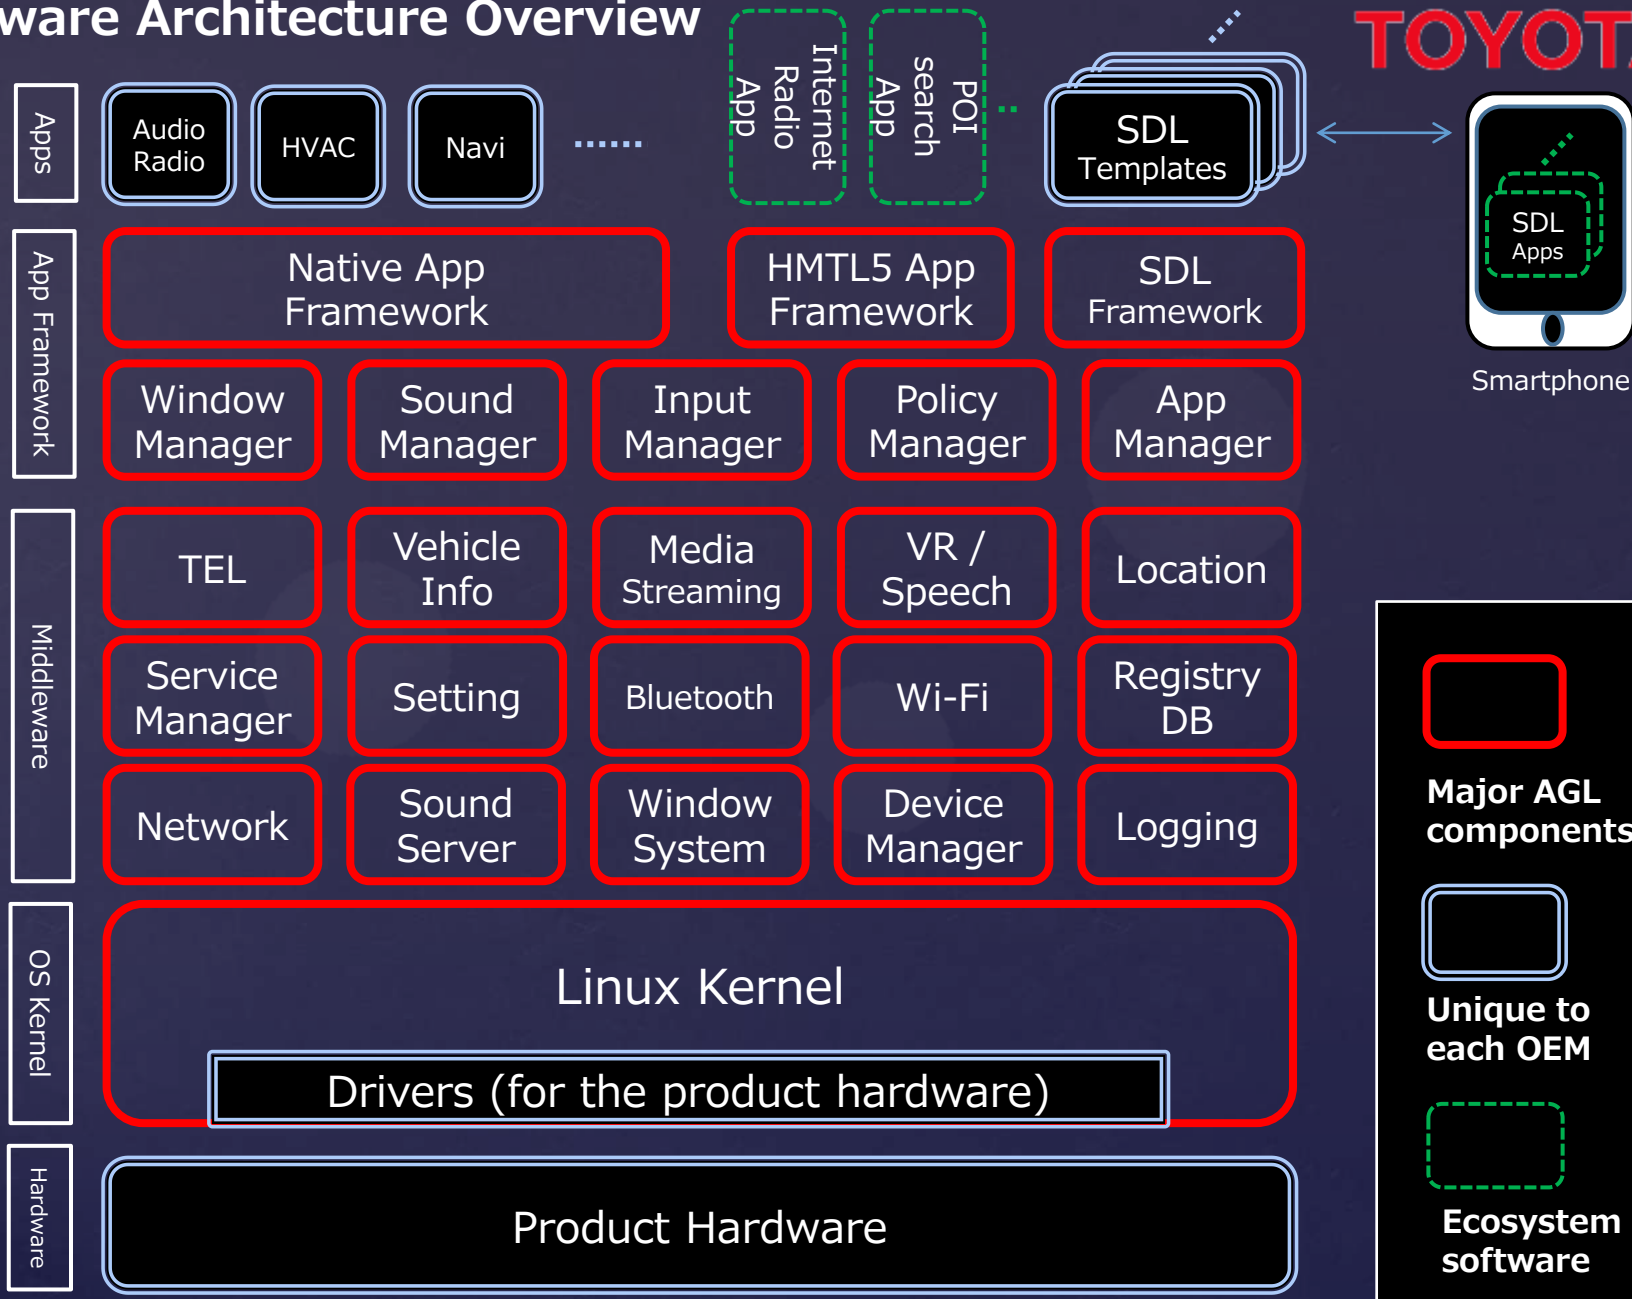 ware Architecture Overview
TOYOTA
Apps
Audio
Radio
HVAC
Navi
......
Internet
Radio
App
POI
search
App
SDL
Templates
SDL
Apps
Smartphone
App Framework
Native App
Framework
HMTL5 App
Framework
SDL
Framework
Window
Manager
Sound
Manager
Input
Manager
Policy
Manager
App
Manager
Middleware
TEL
Vehicle
Info
Media
Streaming
VR /
Speech
Location
Service
Manager
Setting
Bluetooth
Wi-Fi
Registry
DB
Network
Sound
Server
Window
System
Device
Manager
Logging
OS Kernel
Linux Kernel
Drivers (for the product hardware)
Hardware
Product Hardware
Major AGL
components
Unique to
each OEM
Ecosystem
software